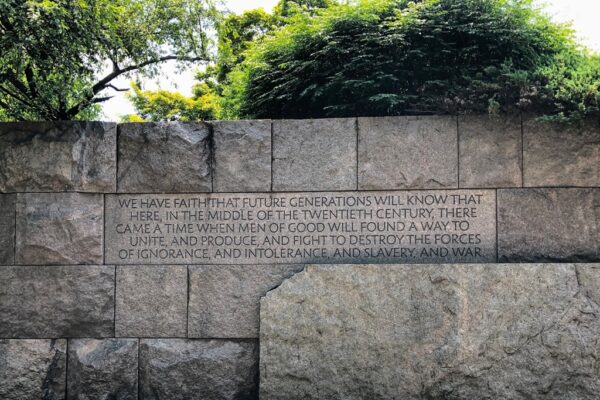 WE HAVE FAITH THAT FUTURE GENERATIONS WILL KNOW THAT
HERE, IN THE MIDDLE OF THE TWENTIETH CENTURY, THERE
CAME A TIME WHEN MEN OF GOOD WILL FOUND A WAY TO
UNITE, AND PRODUCE, AND FIGHT TO DESTROY THE FORCES
OF IGNORANCE, AND INTOLERANCE, AND SLAVERY, AND WAR.